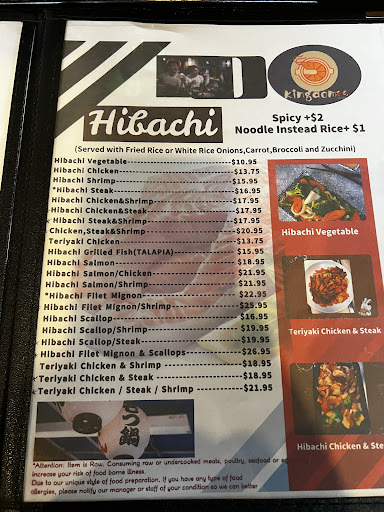 Kingdom
Hibachi
Spicy +$2
Noodle Instead Rice+ $1
(Served with Fried Rice or White Rice Onions,Carrot,Broccoli and Zucchini)
Hibachi Vegetable $10.95
Hibachi Chicken $13.75
Hibachi Shrimp $15.95
*Hibachi Steak $16.95
Hibachi Chicken&Shrimp $17.95
Hibachi Chicken&Steak $17.95
Hibachi Steak&Shrimp $17.95
Chicken,Steak&Shrimp $20.95
Teriyaki Chicken $13.75
Hibachi Grilled Fish(TALAPIA) $15.95
Hibachi Salmon $18.95
Hibachi Salmon/Chicken $21.95
Hibachi Salmon/Shrimp $21.95
*Hibachi Filet Mignon $22.95
Hibachi Filet Mignon/Shrimp $25.95
Hibachi Scallop $16.95
Hibachi Scallop/Shrimp $19.95
Hibachi Scallop/Steak $19.95
Hibachi Filet Mignon & Scallops $26.95
Teriyaki Chicken & Shrimp $18.95
Teriyaki Chicken & Steak $18.95
Teriyaki Chicken / Steak / Shrimp $21.95
Hibachi Vegetable
Teriyaki Chicken & Steak
Hibachi Chicken & Ste
*Attention: Item is Raw. Consuming raw or undercooked meals, poultry, seafood or
increase your risk of food borne illness.
Due to our unique style of food preparation. If you have any type of food
allergies, please notify our manager or staff of your condition so we can better